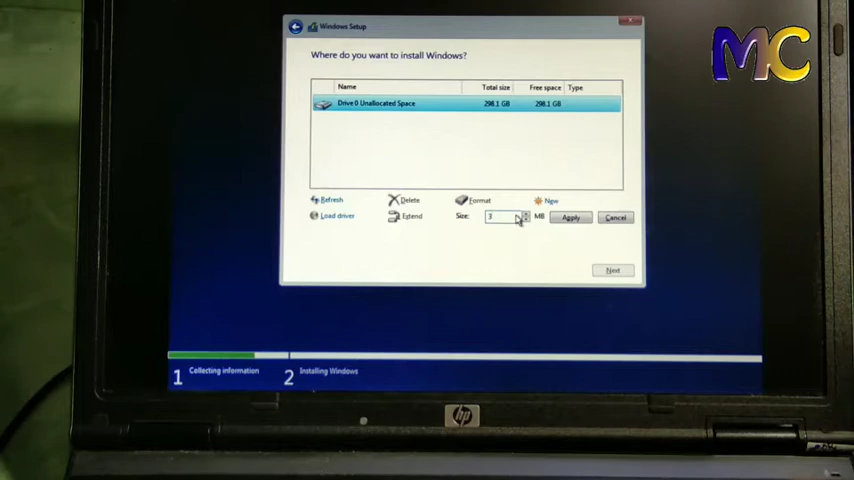 Windows Setup
MC
Where do you want to install Windows?
Name Total size Free space Type
Drive 0 Unallocated Space 298.1 GB 298.1 GB
Refresh Delete Format New
Load driver Extend Size: 3 MB Apply Cancel
Next
1 Collecting information 2 Installing Windows
hp